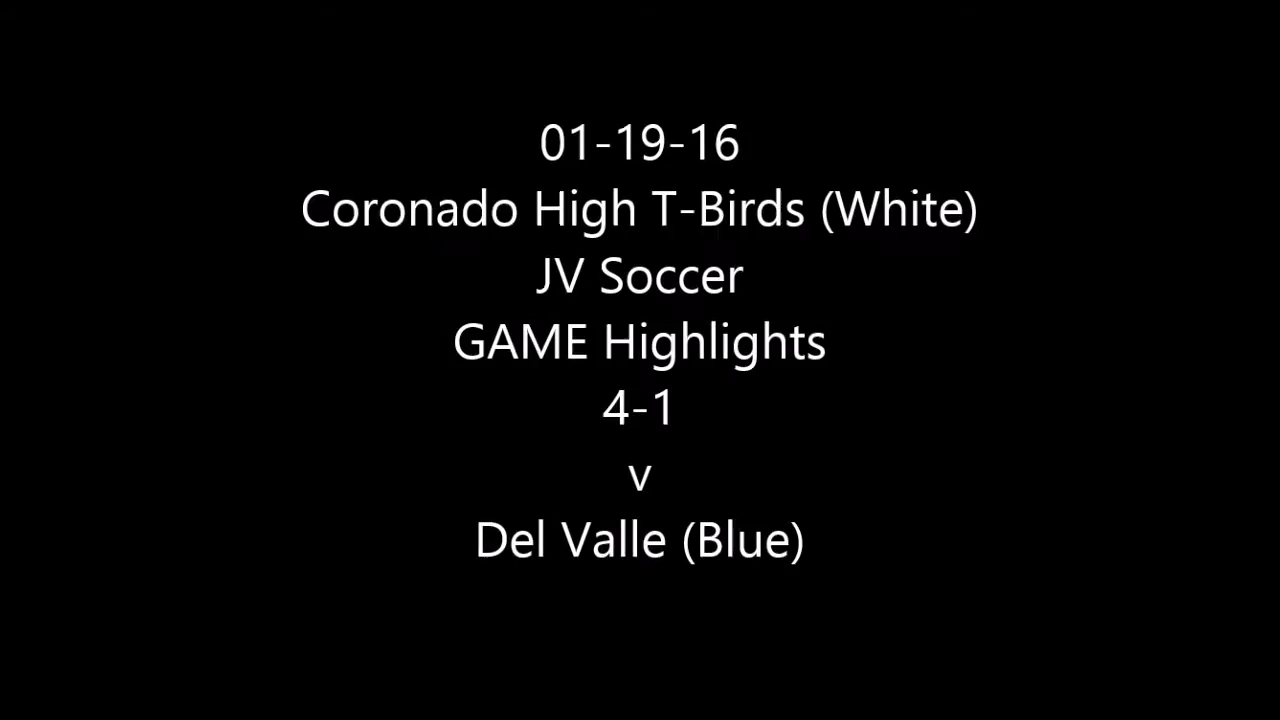 01-19-16
Coronado High T-Birds (White)
JV Soccer
GAME Highlights
4-1
v
Del Valle (Blue)